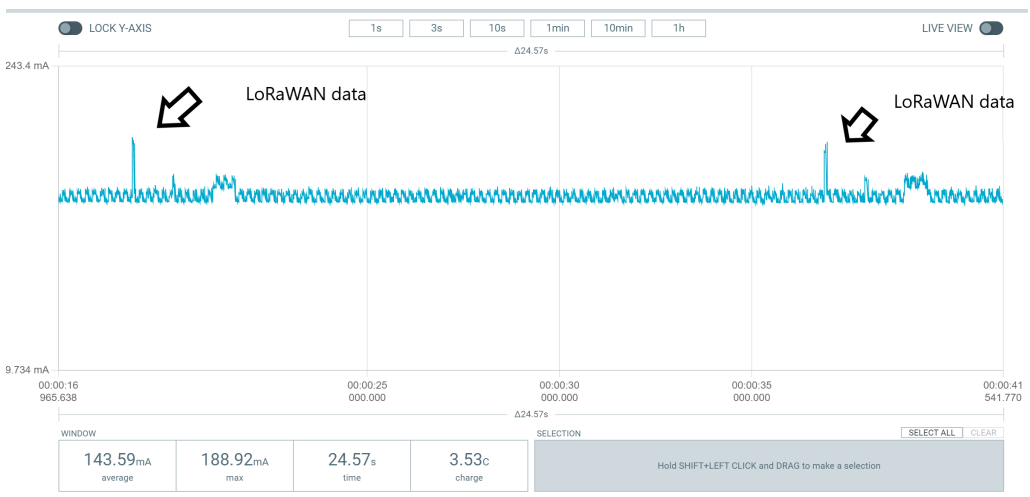 LOCK Y-AXIS 1s 3s 10s 1min 10min 1h LIVE VIEW
Δ24.57s
243.4 mA
LoRaWAN data
LoRaWAN data
9.734 mA
00:00:16 00:00:25 00:00:30 00:00:35 00:00:41
965.638 000.000 000.000 000.000 541.770
Δ24.57s
WINDOW SELECTION SELECT ALL CLEAR
143.59mA 188.92mA 24.57s 3.53C
average max time charge
Hold SHIFT+LEFT CLICK and DRAG to make a selection